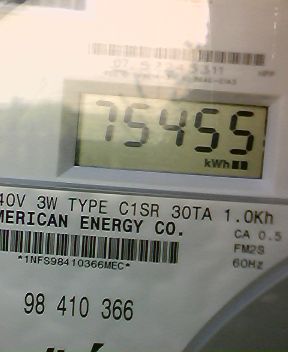 75455
kWh
40V 3W TYPE C1SR 30TA 1.0Kh
MERICAN ENERGY CO.
CA 0.5
FM2S
60Hz
*1NFS98410366MEC*
98 410 366